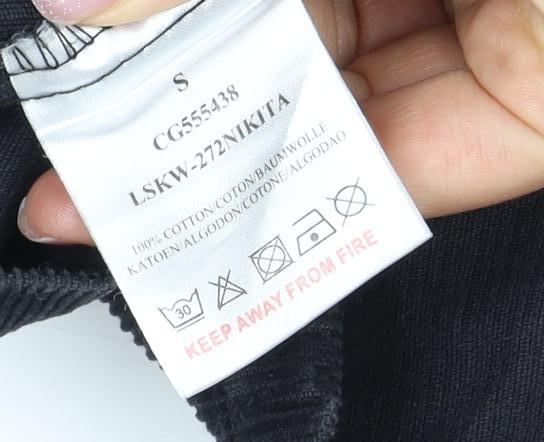 S
CG555438
LSKW-272NIKITA
100% COTTON/COTON/BAUMWOLLE
KATOEN/ALGODON/COTONE/ALGODAO
30
KEEP AWAY FROM FIRE